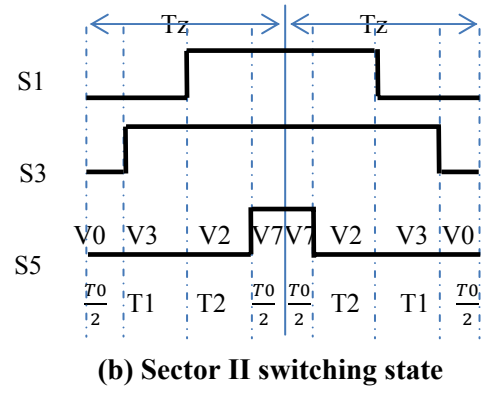 Tz Tz
S1
S3
V0 V3 V2 V7 V7 V2 V3 V0
S5
T0/2 T1 T2 T0/2 T0/2 T2 T1 T0/2
(b) Sector II switching state